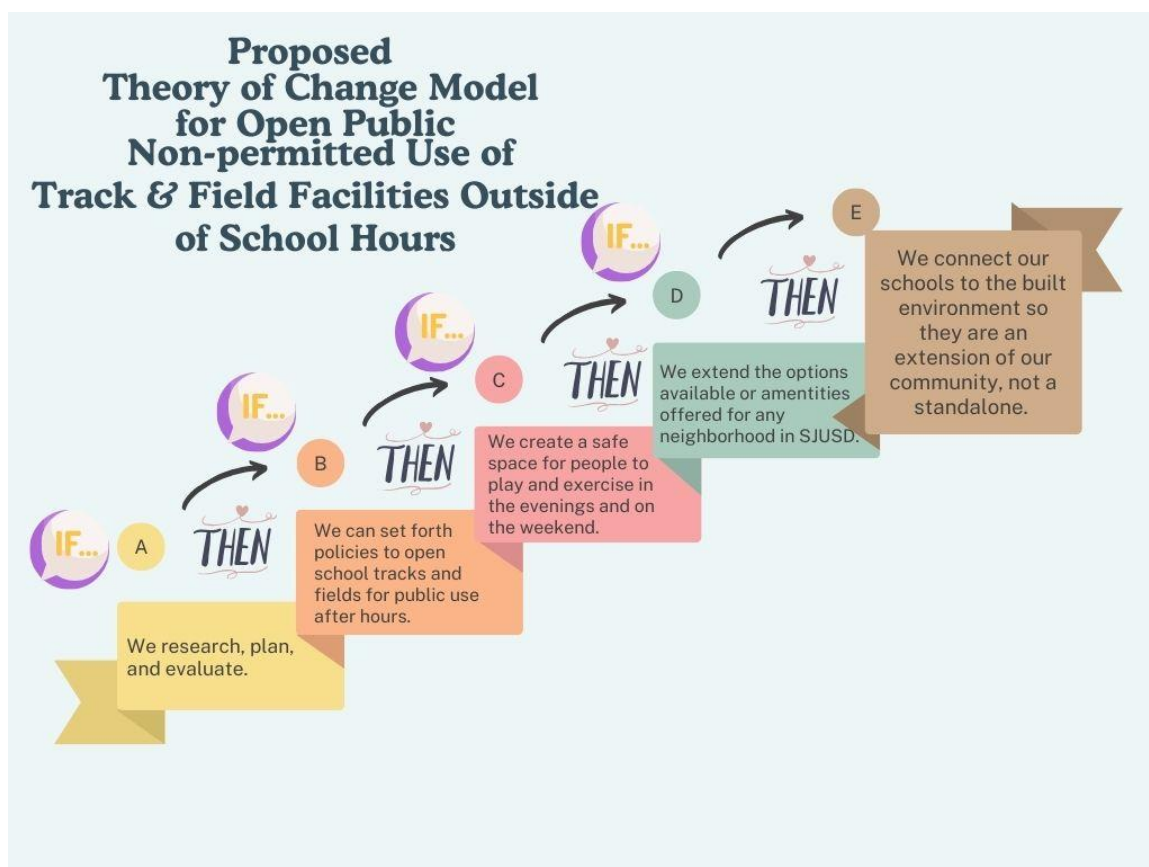 Proposed
Theory of Change Model
for Open Public
Non-permitted Use of
Track & Field Facilities Outside
of School Hours
IF...
A
THEN
We research, plan,
and evaluate.
IF...
B
THEN
We can set forth
policies to open
school tracks and
fields for public use
after hours.
IF...
C
THEN
We create a safe
space for people to
play and exercise in
the evenings and on
the weekend.
IF...
D
THEN
We extend the options
available or amentities
offered for any
neighborhood in SJUSD.
E
We connect our
schools to the built
environment so
they are an
extension of our
community, not a
standalone.